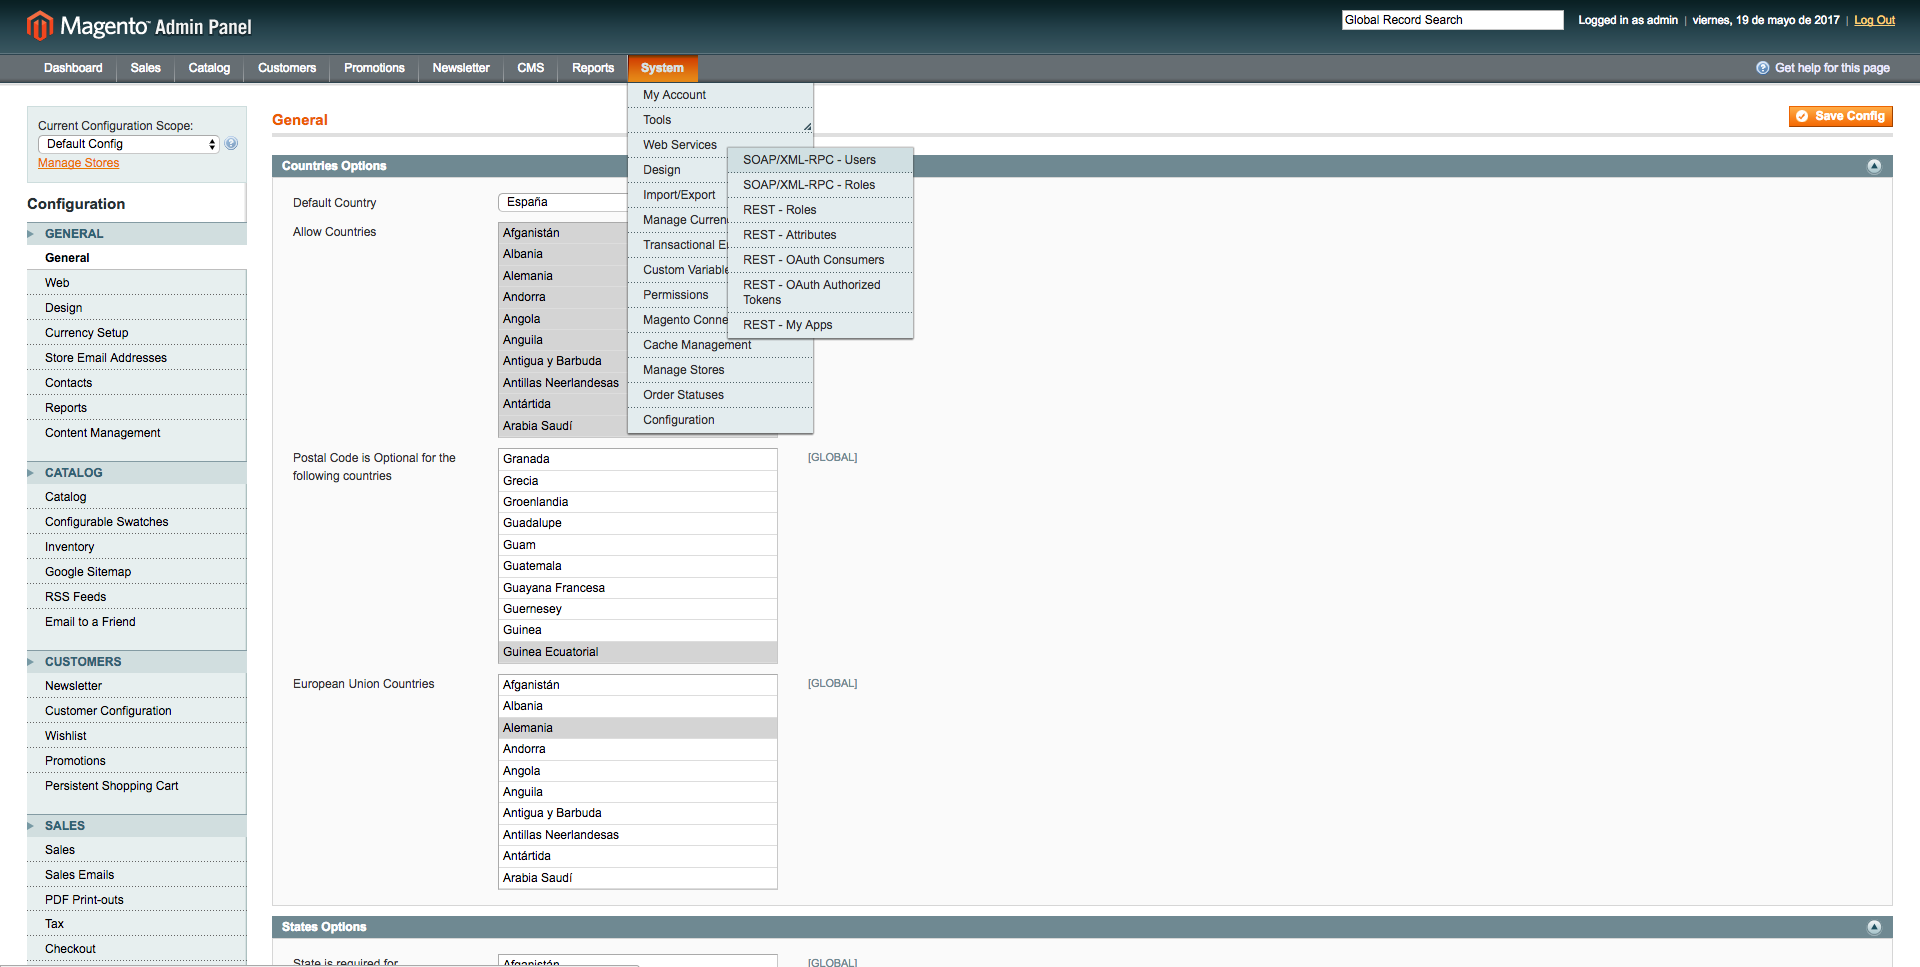 Magento™ Admin Panel
Global Record Search
Logged in as admin | viernes, 19 de mayo de 2017 | Log Out
Dashboard
Sales
Catalog
Customers
Promotions
Newsletter
CMS
Reports
System
Get help for this page
Current Configuration Scope:
Default Config
Manage Stores
Configuration
GENERAL
General
Web
Design
Currency Setup
Store Email Addresses
Contacts
Reports
Content Management
CATALOG
Catalog
Configurable Swatches
Inventory
Google Sitemap
RSS Feeds
Email to a Friend
CUSTOMERS
Newsletter
Customer Configuration
Wishlist
Promotions
Persistent Shopping Cart
SALES
Sales
Sales Emails
PDF Print-outs
Tax
Checkout
My Account
Tools
Web Services
Design
Import/Export
Manage Curren
Transactional E
Custom Variable
Permissions
Magento Conne
Cache Management
Manage Stores
Order Statuses
Configuration
SOAP/XML-RPC - Users
SOAP/XML-RPC - Roles
REST - Roles
REST - Attributes
REST - OAuth Consumers
REST - OAuth Authorized
Tokens
REST - My Apps
General
Save Config
Countries Options
Default Country
España
Allow Countries
Afganistán
Albania
Alemania
Andorra
Angola
Anguila
Antigua y Barbuda
Antillas Neerlandesas
Antártida
Arabia Saudí
Postal Code is Optional for the
following countries
Granada
Grecia
Groenlandia
Guadalupe
Guam
Guatemala
Guayana Francesa
Guernesey
Guinea
Guinea Ecuatorial
[GLOBAL]
European Union Countries
Afganistán
Albania
Alemania
Andorra
Angola
Anguila
Antigua y Barbuda
Antillas Neerlandesas
Antártida
Arabia Saudí
[GLOBAL]
States Options
State is required for
Afganistán
[GLOBAL]